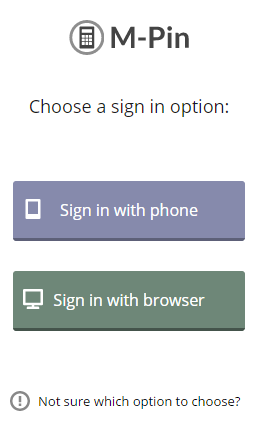 M-Pin
Choose a sign in option:
Sign in with phone
Sign in with browser
Not sure which option to choose?